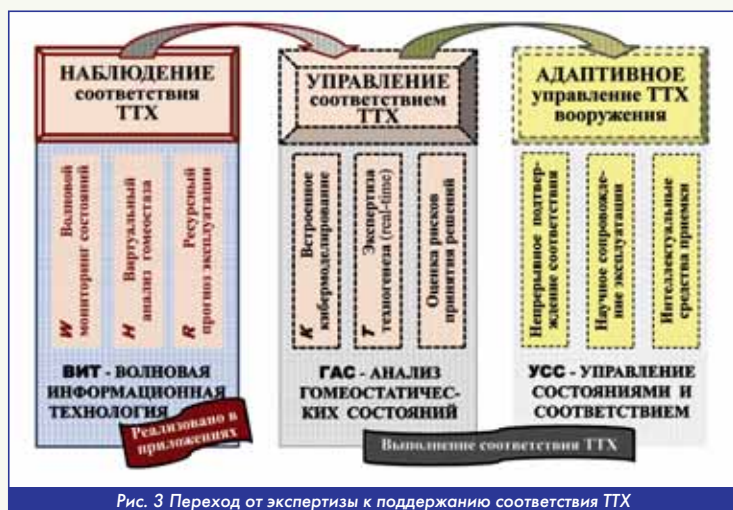 НАБЛЮДЕНИЕ
соответствия
ТТХ
W Волновой
мониторинг состояний
H Виртуальный
анализ гомеостаза
R Ресурсный
прогноз эксплуатации
ВИТ - ВОЛНОВАЯ
ИНФОРМАЦИОННАЯ
ТЕХНОЛОГИЯ
Реализовано в
приложениях
УПРАВЛЕНИЕ
соответствием
ТТХ
K Встроенное
кибермоделирование
T Экспертиза
техногенеза (real-time)
Оценка рисков
принятия решений
ГАС - АНАЛИЗ
ГОМЕОСТАТИЧЕС-
КИХ СОСТОЯНИЙ
АДАПТИВНОЕ
управление ТТХ
вооружения
Непрерывное подтвер-
ждение соответствия
Научное сопровожде-
ние эксплуатации
Интеллектуальные
средства приемки
УСС - УПРАВЛЕНИЕ
СОСТОЯНИЯМИ И
СООТВЕТСТВИЕМ
Выполнение соответствия ТТХ
Рис. 3 Переход от экспертизы к поддержанию соответствия ТТХ